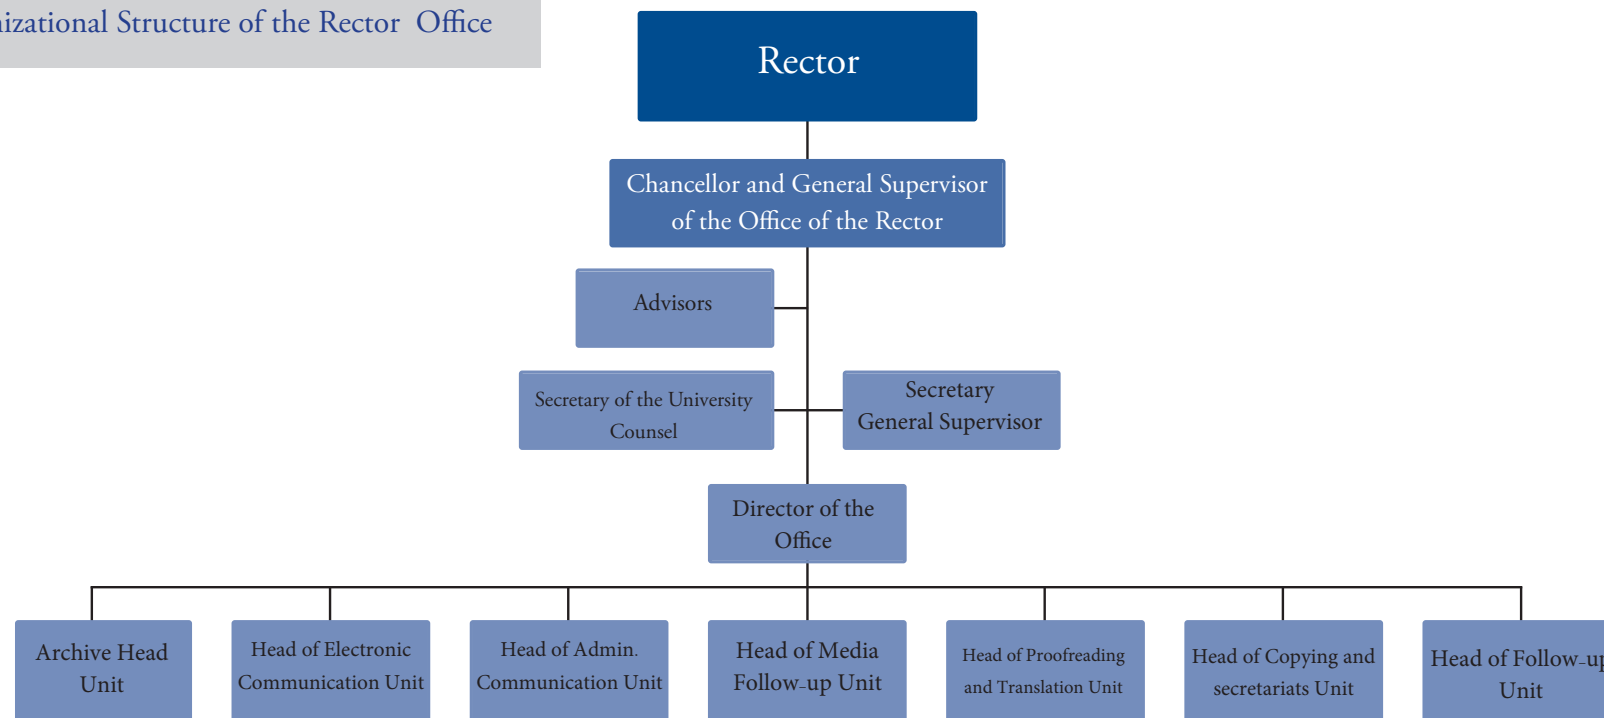 Structure of the Rector Office
Rector
Chancellor and General Supervisor
of the Office of the Rector
Advisors
Secretary of the University
Counsel
Secretary
General Supervisor
Director of the
Office
Archive Head
Unit
Head of Electronic
Communication Unit
Head of Admin.
Communication Unit
Head of Media
Follow-up Unit
Head of Proofreading
and Translation Unit
Head of Copying and
secretariats Unit
Head of Follow-up
Unit